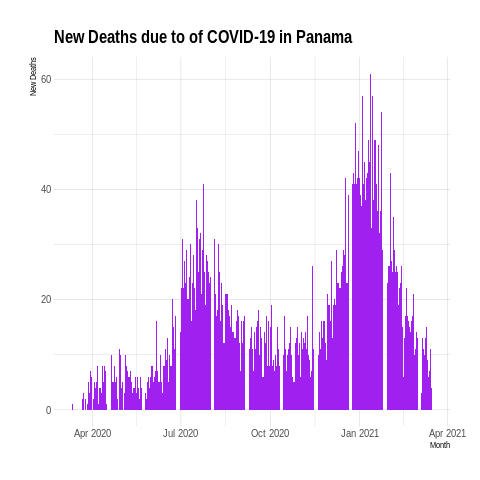 New Deaths due to of COVID-19 in Panama
New Deaths
60
40
20
0
Apr 2020
Jul 2020
Oct 2020
Jan 2021
Apr 2021
Month